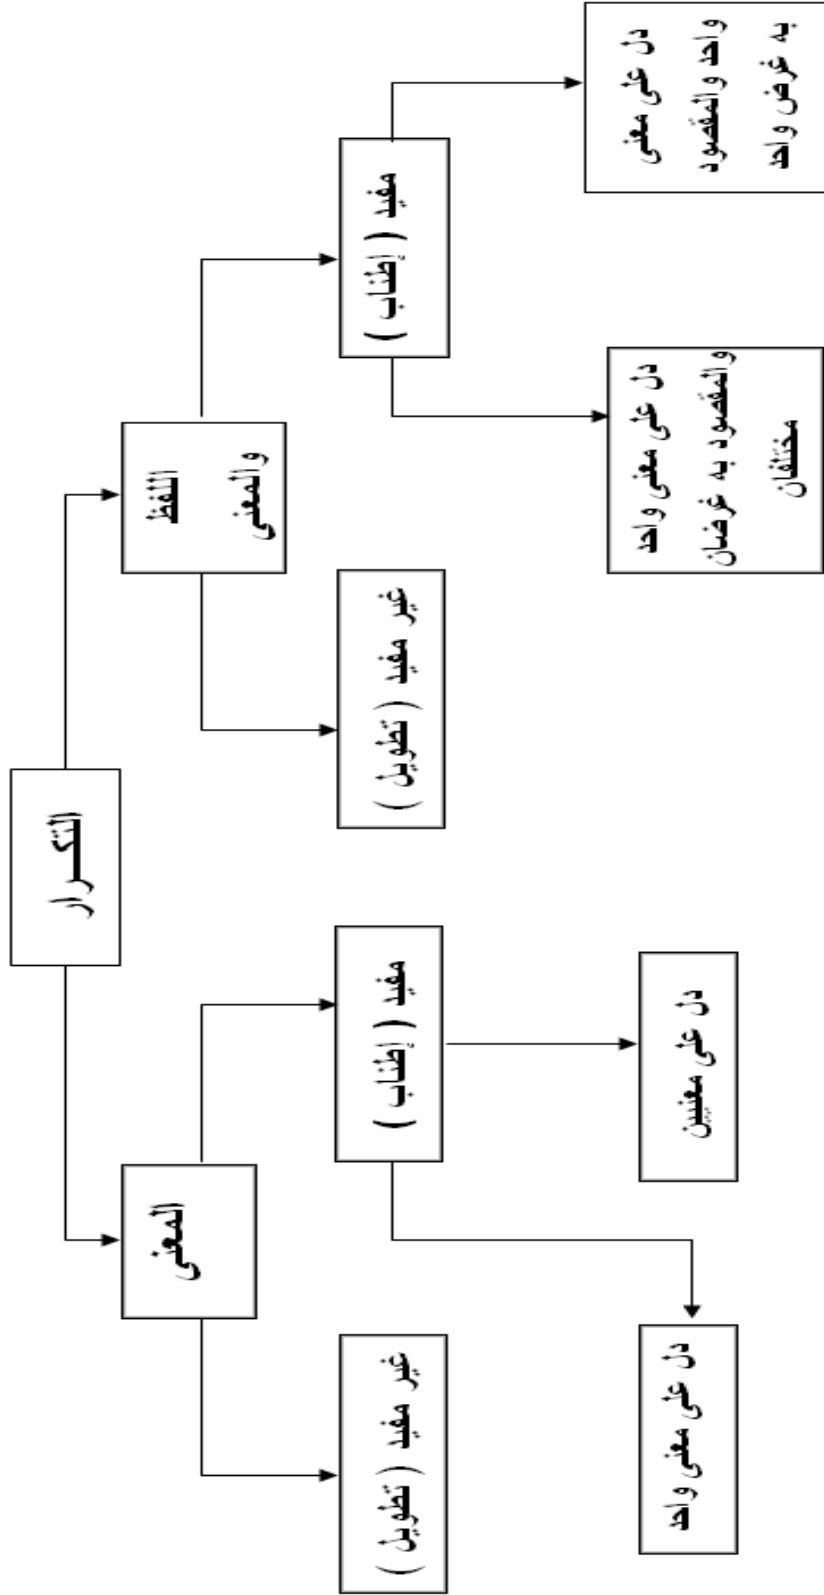 التكــرار
اللفظ
والمعنى
المعنى
مفيد ( إطناب )
غير مفيد ( تطويل )
مفيد ( إطناب )
غير مفيد ( تطويل )
دل على معنى
واحد والمقصود
به غرض واحد
دل على معنى واحد
والمقصود به غرضان
مختلفان
دل على معنيين
دل على معنى واحد